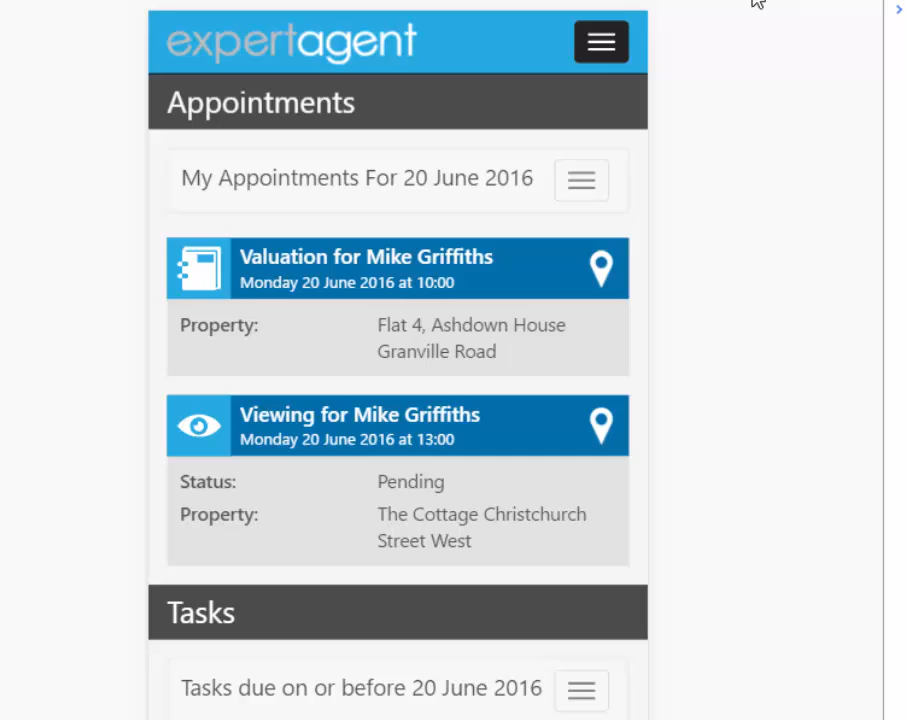 expertagent
Appointments
My Appointments For 20 June 2016
Valuation for Mike Griffiths
Monday 20 June 2016 at 10:00
Property: Flat 4, Ashdown House
Granville Road
Viewing for Mike Griffiths
Monday 20 June 2016 at 13:00
Status: Pending
Property: The Cottage Christchurch
Street West
Tasks
Tasks due on or before 20 June 2016